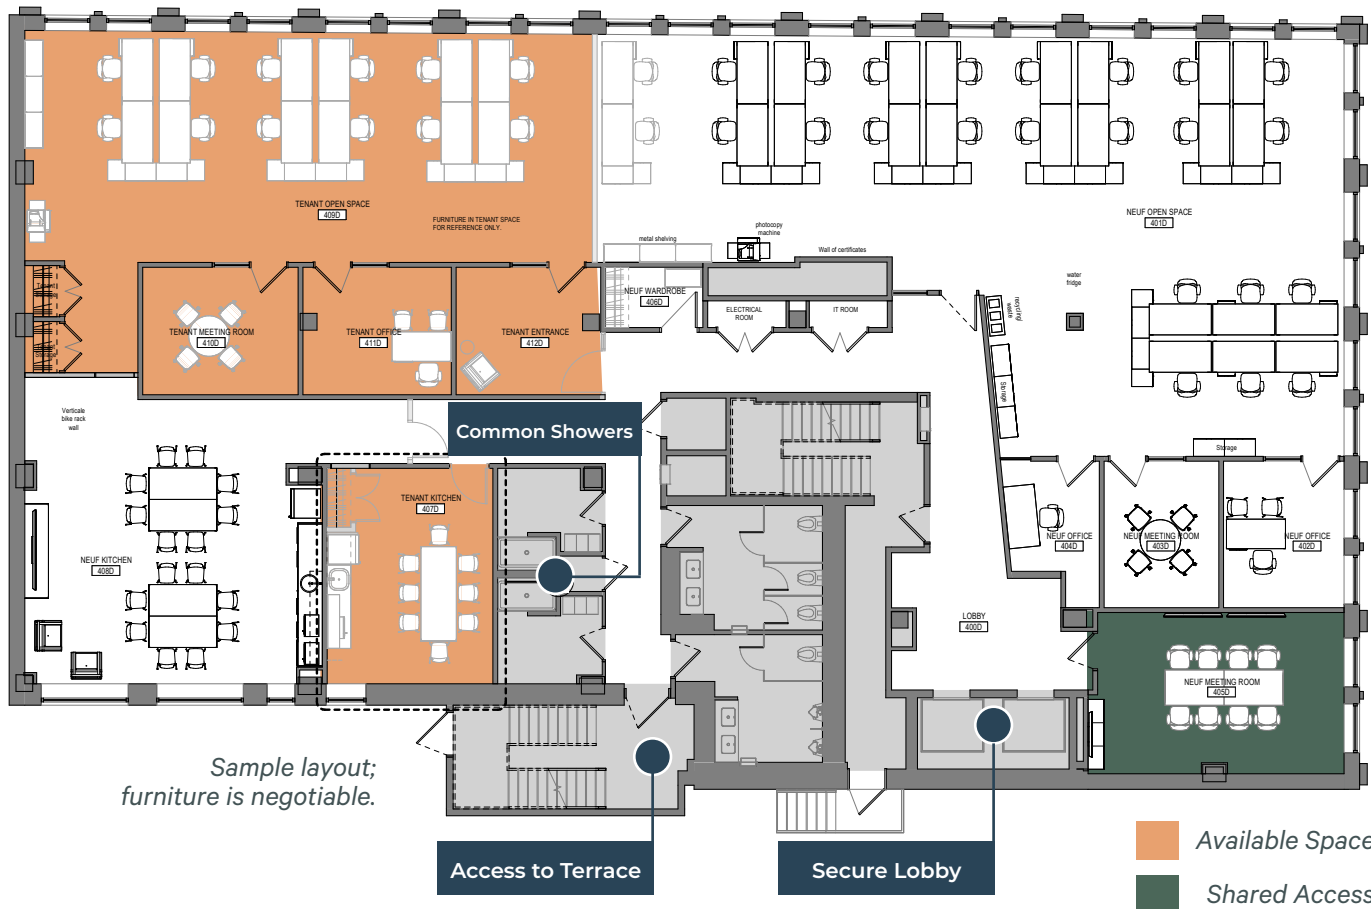 TENANT OPEN SPACE
409D
FURNITURE IN TENANT SPACE
FOR REFERENCE ONLY.
metal shelving
photocopy
machine
Wall of certificates
NEUF OPEN SPACE
401D
water
fridge
recycling/
waste
Storage
Storage
Tenant
Storage
TENANT MEETING ROOM
410D
TENANT OFFICE
411D
TENANT ENTRANCE
412D
NEUF WARDROBE
406D
ELECTRICAL
ROOM
IT ROOM
Verticale
bike rack
wall
Common Showers
TENANT KITCHEN
407D
NEUF KITCHEN
408D
NEUF OFFICE
404D
NEUF MEETING ROOM
403D
NEUF OFFICE
402D
LOBBY
400D
NEUF MEETING ROOM
405D
Sample layout;
furniture is negotiable.
Access to Terrace
Secure Lobby
Available Space
Shared Access